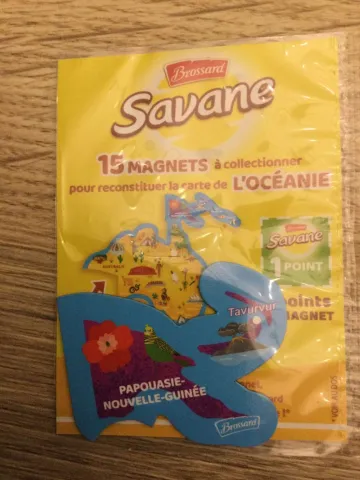 Brossard
Savane
15 MAGNETS à collectionner
pour reconstituer la carte de L'OCÉANIE
Brossard
Savane
1 POINT
Tavurvur
points
MAGNET
PAPOUASIE-
NOUVELLE-GUINÉE
Brossard